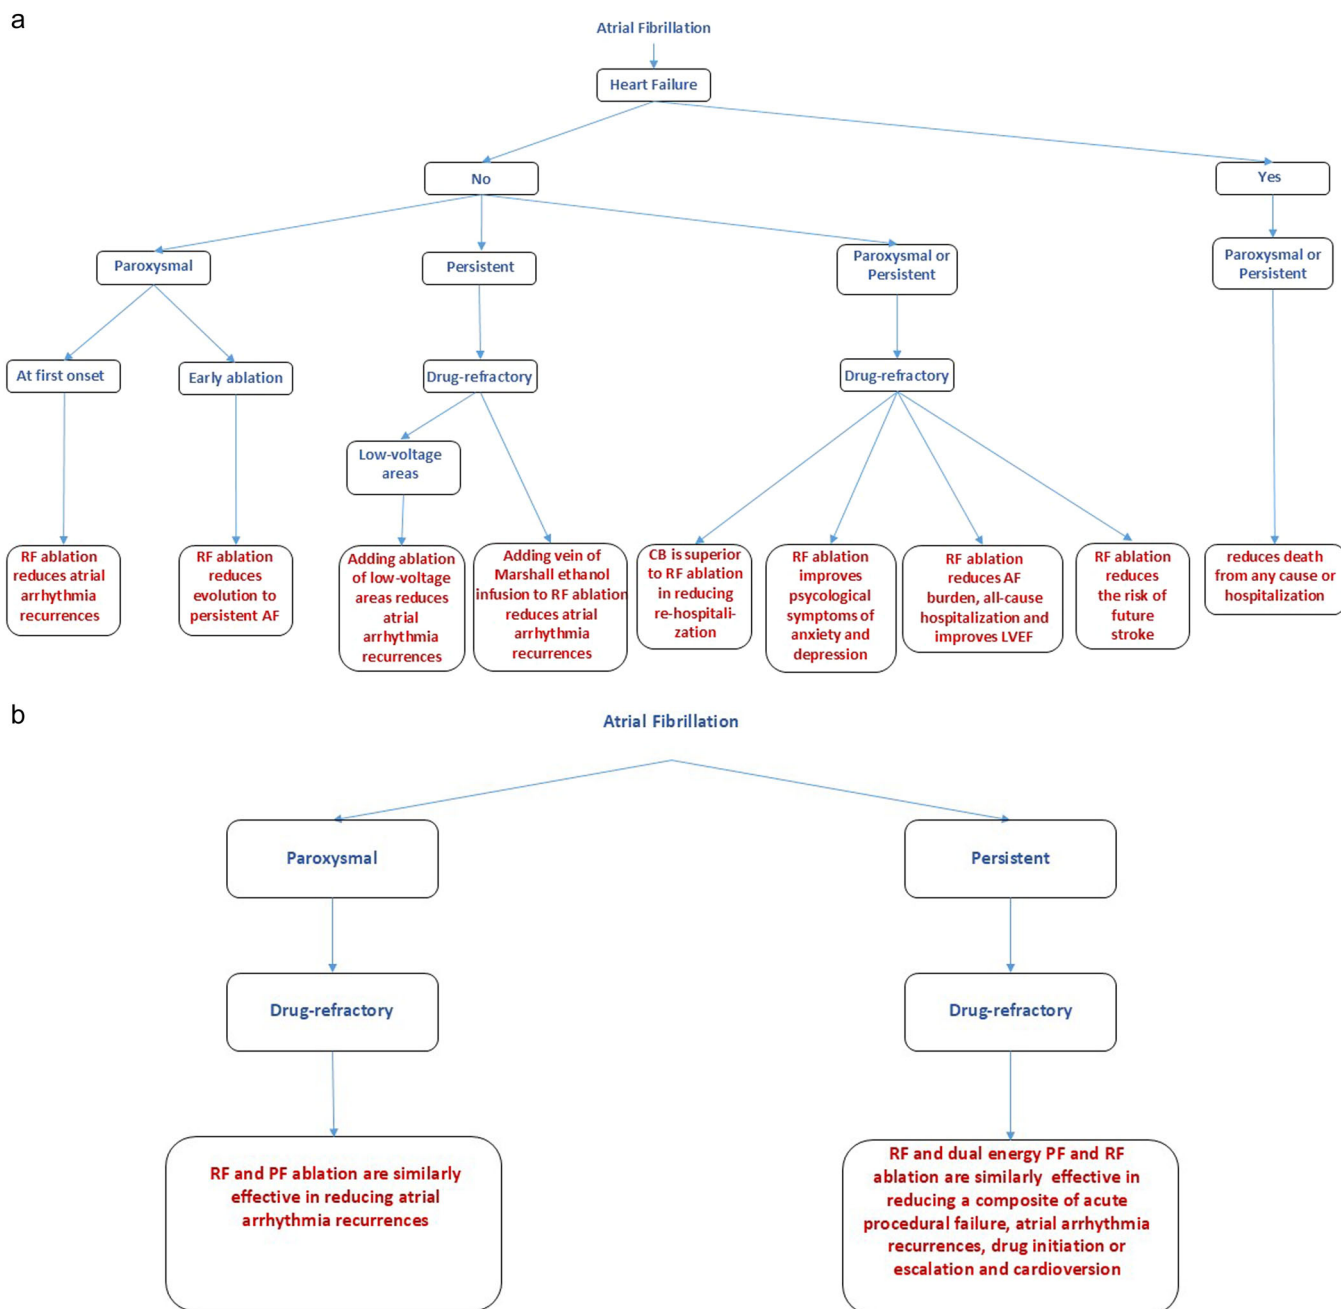 a
Atrial Fibrillation
Heart Failure
No
Yes
Paroxysmal
Persistent
Paroxysmal or
Persistent
Paroxysmal or
Persistent
At first onset
Early ablation
Drug-refractory
Drug-refractory
Low-voltage
areas
RF ablation
reduces atrial
arrhythmia
recurrences
RF ablation
reduces
evolution to
persistent AF
Adding ablation
of low-voltage
areas reduces
atrial
arrhythmia
recurrences
Adding vein of
Marshall ethanol
infusion to RF ablation
reduces atrial
arrhythmia
recurrences
CB is superior
to RF ablation
in reducing
re-hospitali-
zation
RF ablation
improves
psycological
symptoms of
anxiety and
depression
RF ablation
reduces AF
burden, all-cause
hospitalization and
improves LVEF
RF ablation
reduces
the risk of
future
stroke
reduces death
from any cause or
hospitalization
b
Atrial Fibrillation
Paroxysmal
Persistent
Drug-refractory
Drug-refractory
RF and PF ablation are similarly
effective in reducing atrial
arrhythmia recurrences
RF and dual energy PF and RF
ablation are similarly effective in
reducing a composite of acute
procedural failure, atrial arrhythmia
recurrences, drug initiation or
escalation and cardioversion